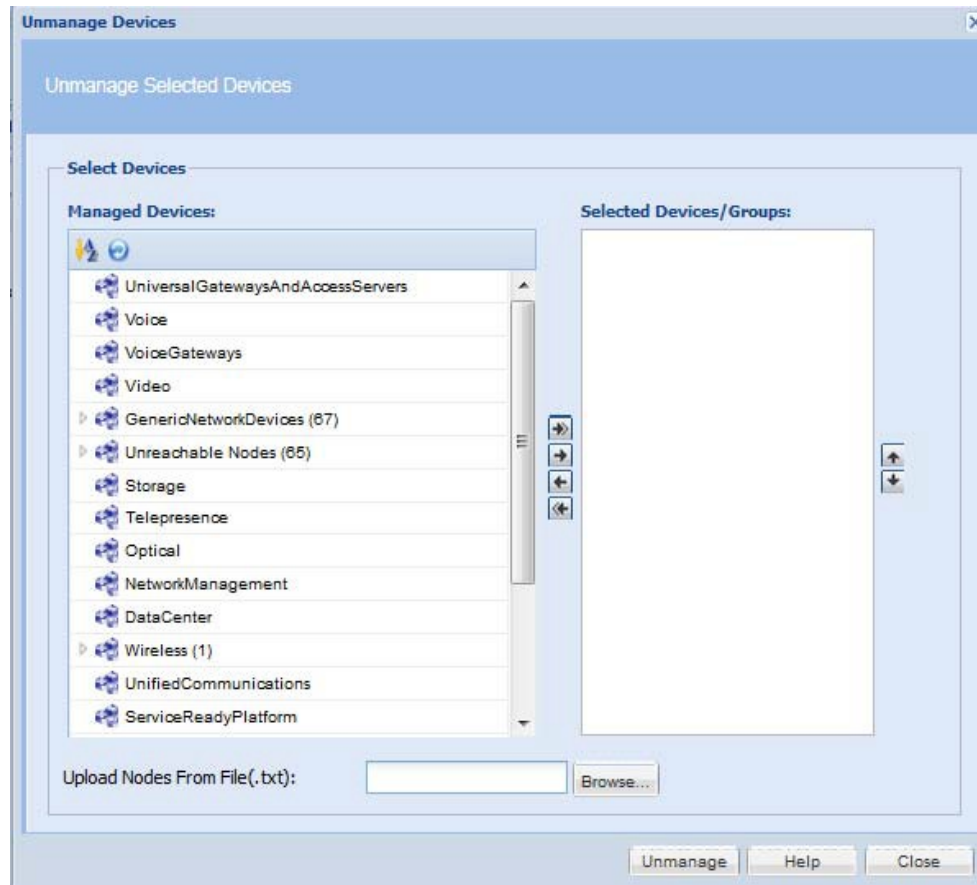 Unmanage Devices
Unmanage Selected Devices
Select Devices
Managed Devices:
Selected Devices/Groups:
UniversalGatewaysAndAccessServers
Voice
VoiceGateways
Video
GenericNetworkDevices (67)
Unreachable Nodes (65)
Storage
Telepresence
Optical
NetworkManagement
DataCenter
Wireless (1)
UnifiedCommunications
ServiceReadyPlatform
Upload Nodes From File(.txt):
Browse...
Unmanage
Help
Close